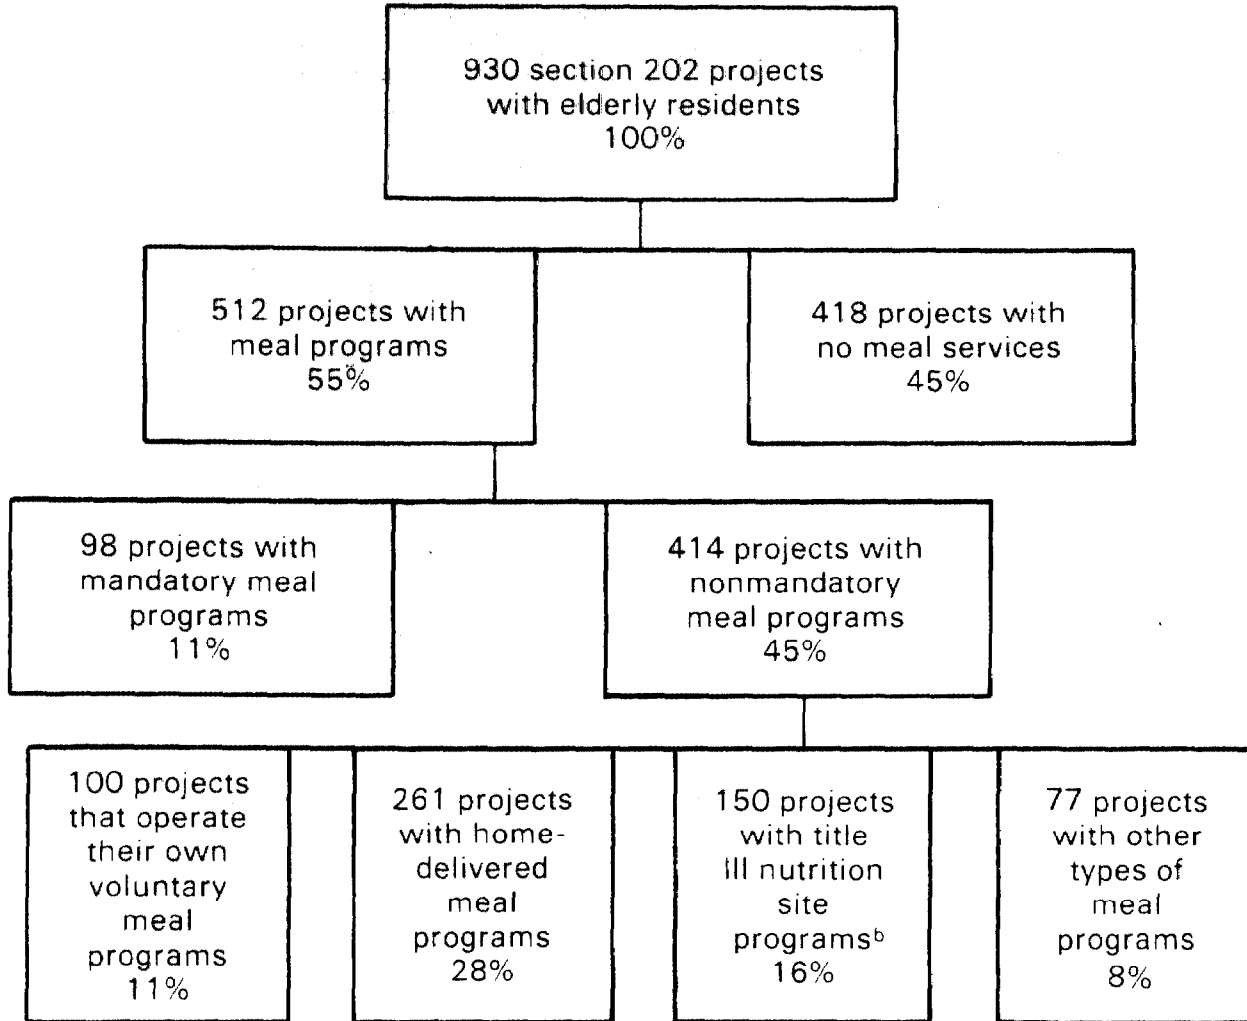 930 section 202 projects
with elderly residents
100%
512 projects with
meal programs
55%
418 projects with
no meal services
45%
98 projects with
mandatory meal
programs
11%
414 projects with
nonmandatory
meal programs
45%
100 projects
that operate
their own
voluntary
meal
programs
11%
261 projects
with home-
delivered
meal
programs
28%
150 projects
with title
III nutrition
site
programsᵇ
16%
77 projects
with other
types of
meal
programs
8%